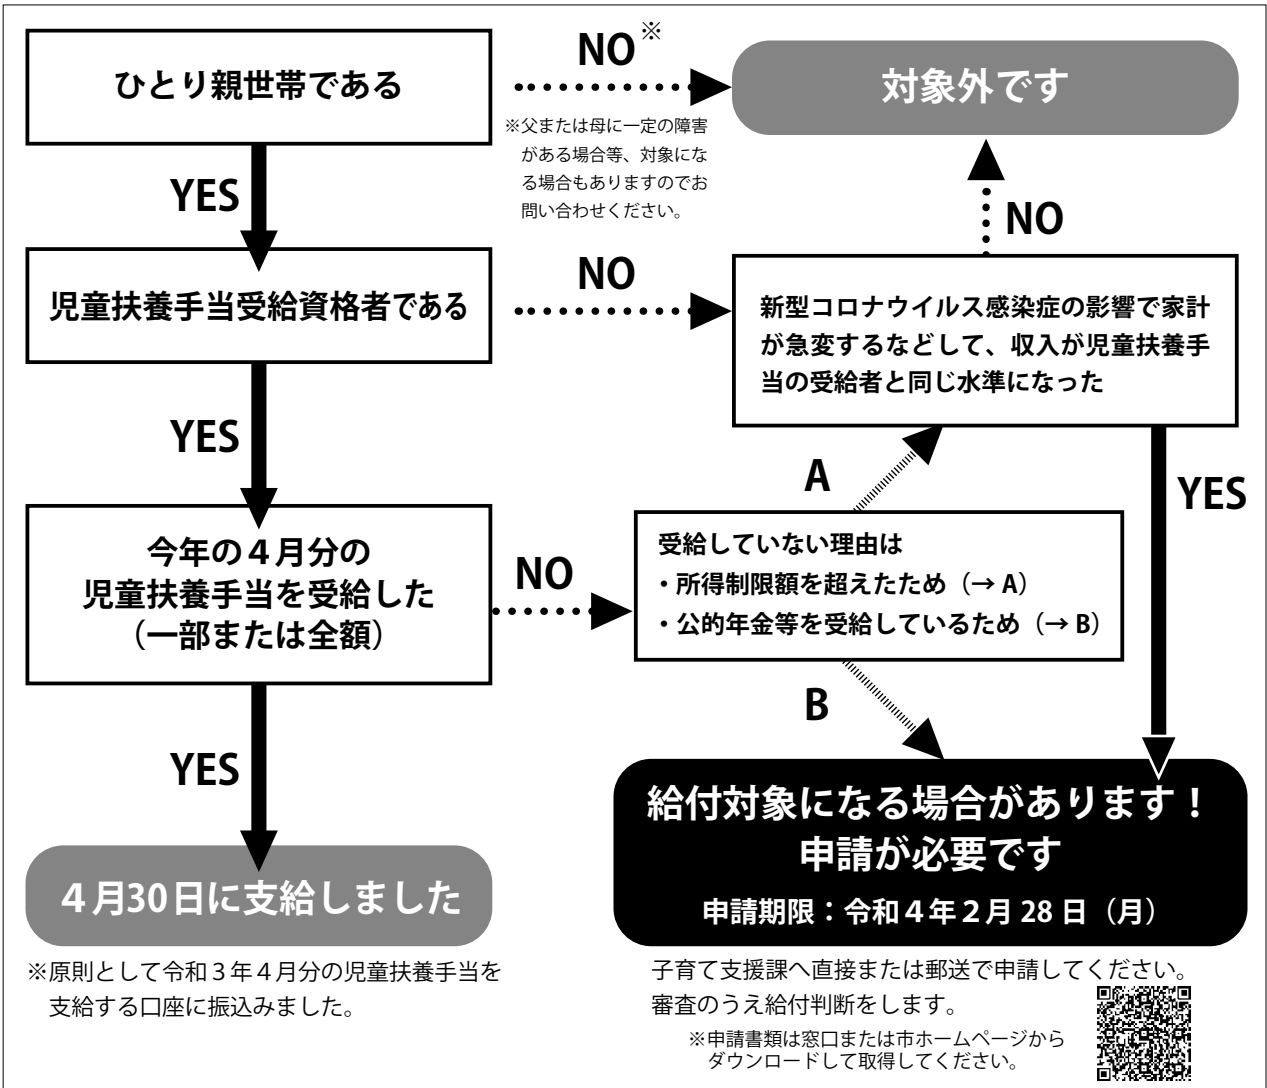 ひとり親世帯である
NO※
対象外です
※父または母に一定の障害
がある場合等、対象にな
る場合もありますのでお
問い合わせください。
YES
NO
児童扶養手当受給資格者である
NO
新型コロナウイルス感染症の影響で家計
が急変するなどして、収入が児童扶養手
当の受給者と同じ水準になった
YES
A
YES
今年の４月分の
児童扶養手当を受給した
（一部または全額）
NO
受給していない理由は
・所得制限額を超えたため（→ A）
・公的年金等を受給しているため（→ B）
B
YES
給付対象になる場合があります！
申請が必要です
申請期限：令和４年２月 28 日（月）
４月30日に支給しました
※原則として令和３年４月分の児童扶養手当を
支給する口座に振込みました。
子育て支援課へ直接または郵送で申請してください。
審査のうえ給付判断をします。
※申請書類は窓口または市ホームページから
ダウンロードして取得してください。